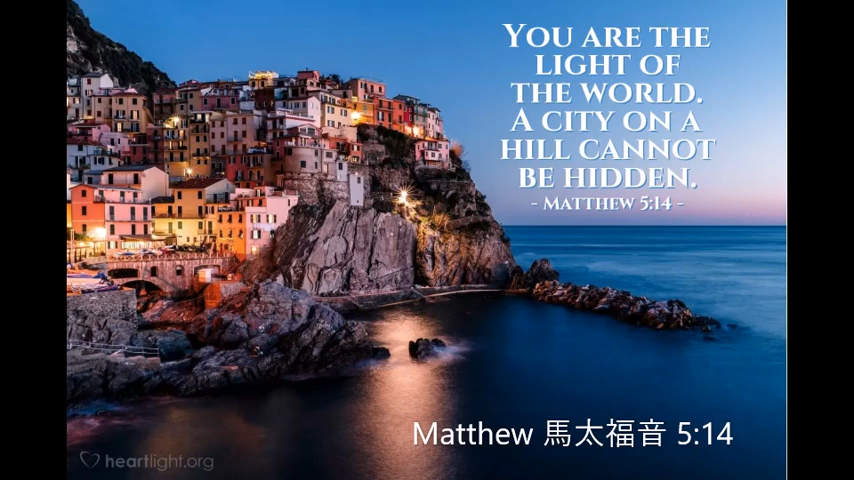 YOU ARE THE
LIGHT OF
THE WORLD.
A CITY ON A
HILL CANNOT
BE HIDDEN.
- MATTHEW 5:14 -
Matthew 馬太福音 5:14
heartlight.org